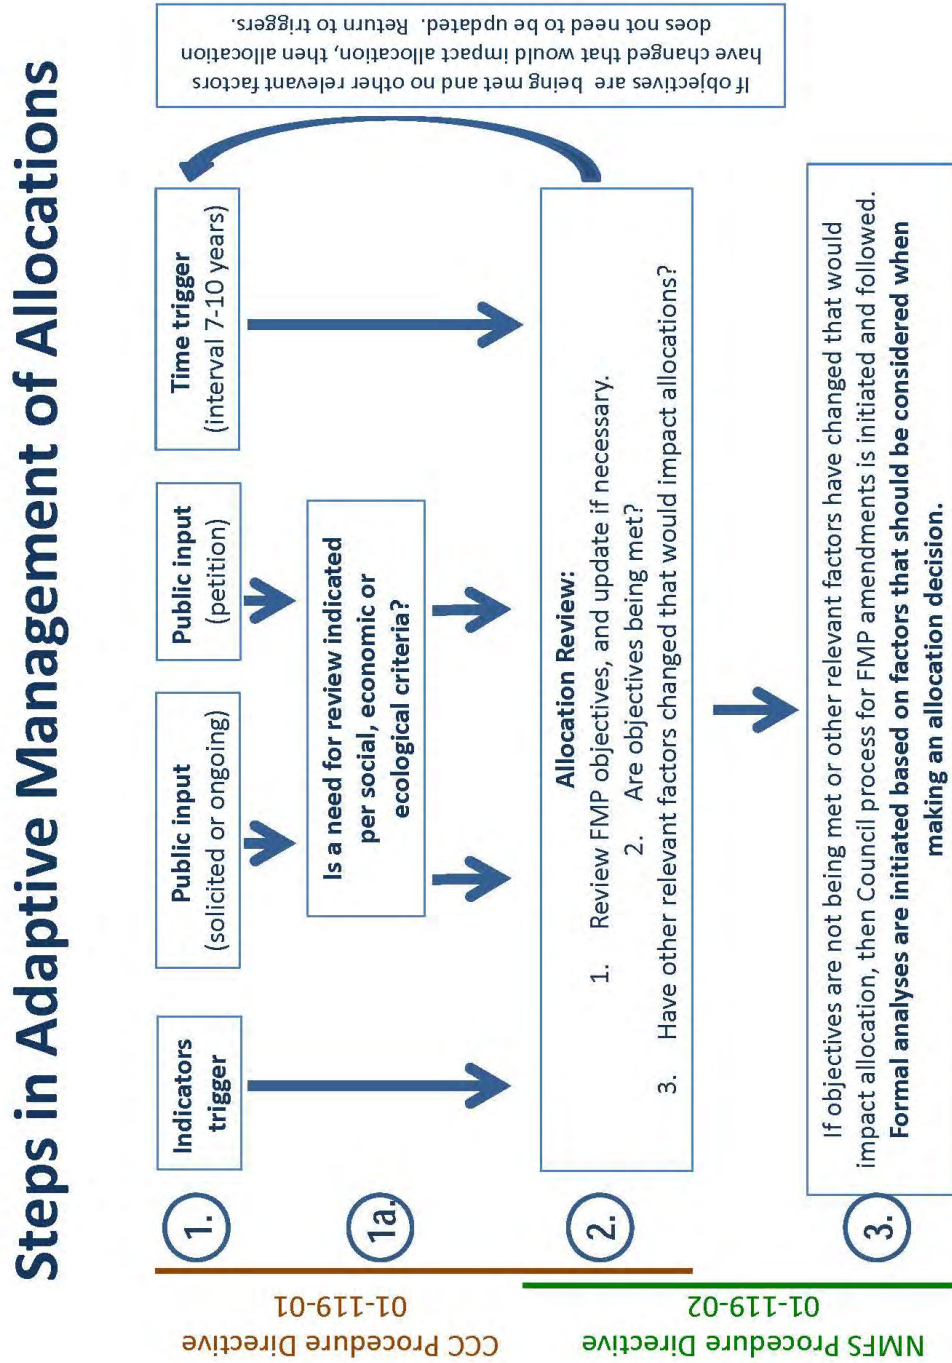 Steps in Adaptive Management of Allocations
CCC Procedure Directive
01-119-01
NMFS Procedure Directive
01-119-02
1.
Indicators
trigger
Public input
(solicited or ongoing)
Public input
(petition)
Time trigger
(interval 7-10 years)
1a.
Is a need for review indicated
per social, economic or
ecological criteria?
2.
Allocation Review:
1. Review FMP objectives, and update if necessary.
2. Are objectives being met?
3. Have other relevant factors changed that would impact allocations?
If objectives are being met and no other relevant factors
have changed that would impact allocation, then allocation
does not need to be updated. Return to triggers.
3.
If objectives are not being met or other relevant factors have changed that would
impact allocation, then Council process for FMP amendments is initiated and followed.
Formal analyses are initiated based on factors that should be considered when
making an allocation decision.